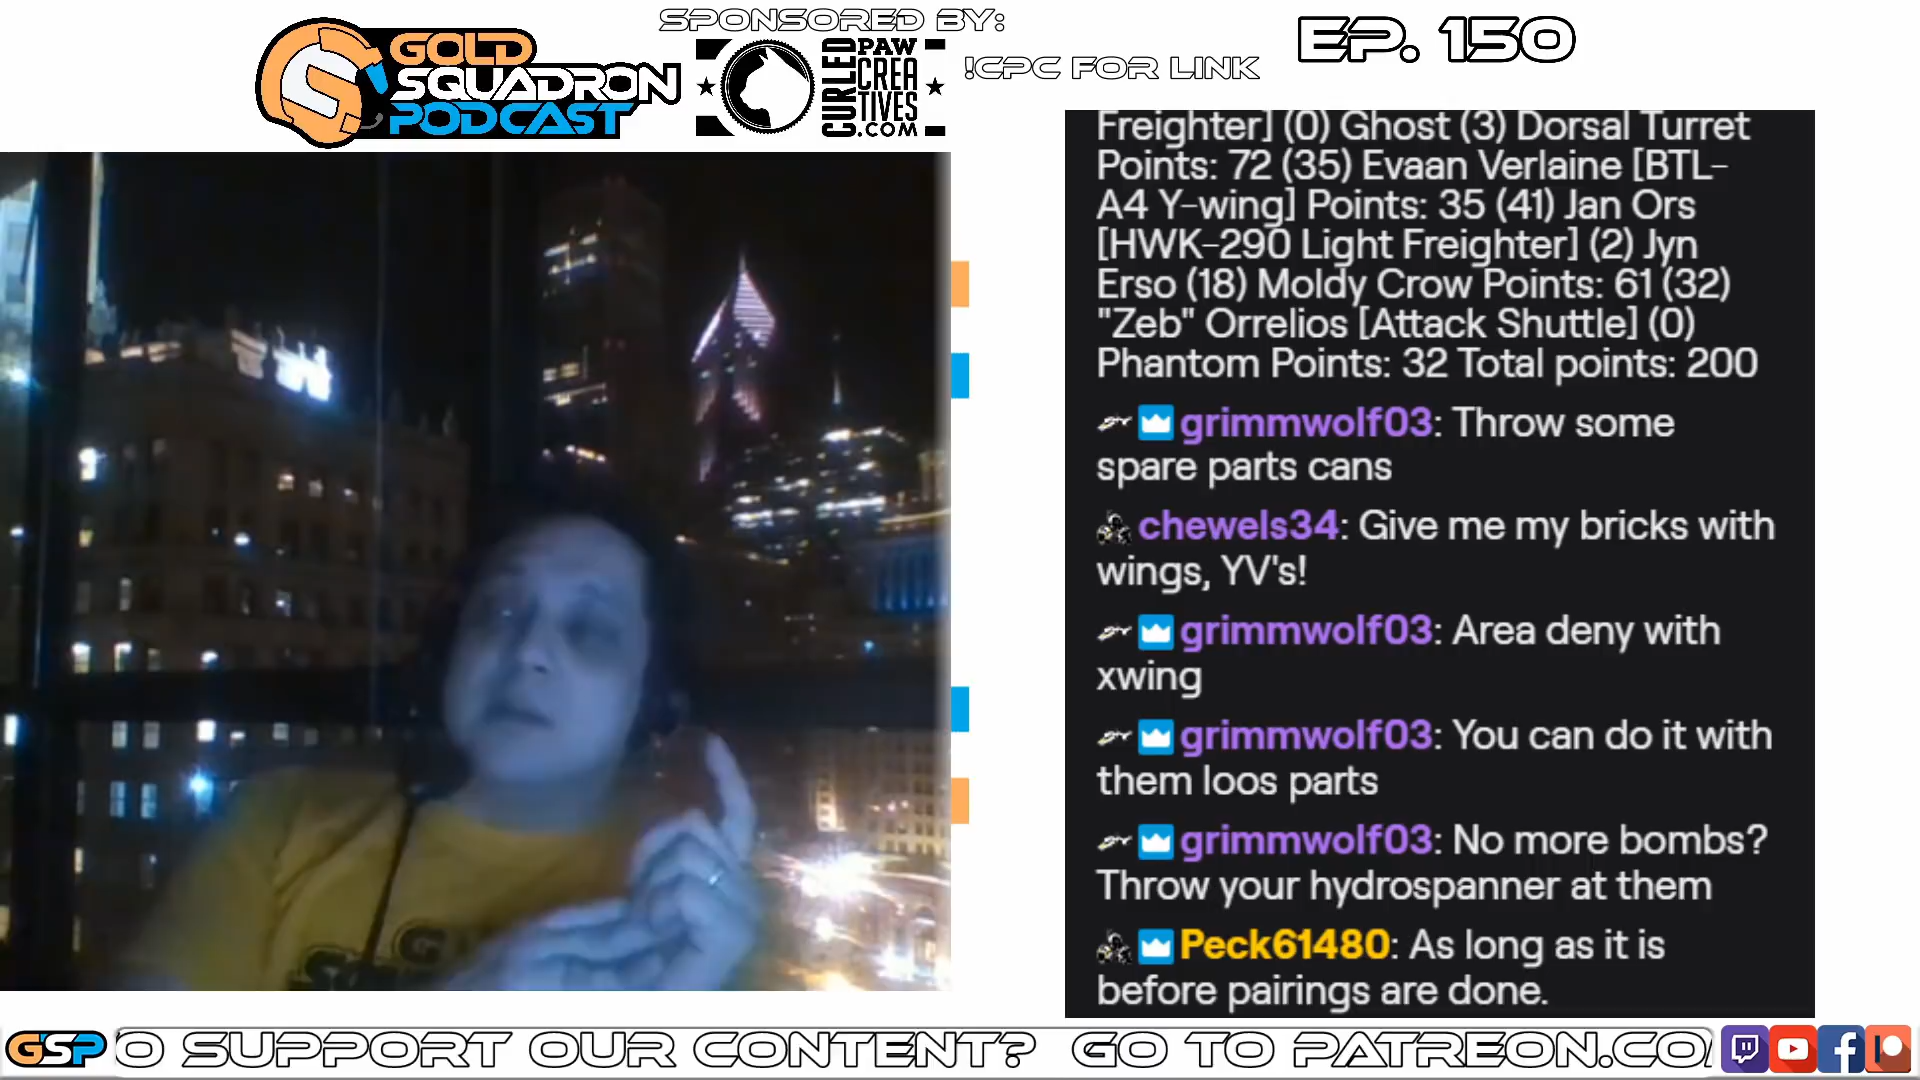 SPONSORED BY:
GOLD
SQUADRON
PODCAST
CURLED
PAW
CREA
TIVES
.COM
!CPC FOR LINK
EP. 150
Freighter] (0) Ghost (3) Dorsal Turret
Points: 72 (35) Evaan Verlaine [BTL-
A4 Y-wing] Points: 35 (41) Jan Ors
[HWK-290 Light Freighter] (2) Jyn
Erso (18) Moldy Crow Points: 61 (32)
"Zeb" Orrelios [Attack Shuttle] (0)
Phantom Points: 32 Total points: 200
grimmwolf03: Throw some
spare parts cans
chewels34: Give me my bricks with
wings, YV's!
grimmwolf03: Area deny with
xwing
grimmwolf03: You can do it with
them loos parts
grimmwolf03: No more bombs?
Throw your hydrospanner at them
Peck61480: As long as it is
before pairings are done.
GSP
O SUPPORT OUR CONTENT? GO TO PATREON.CO